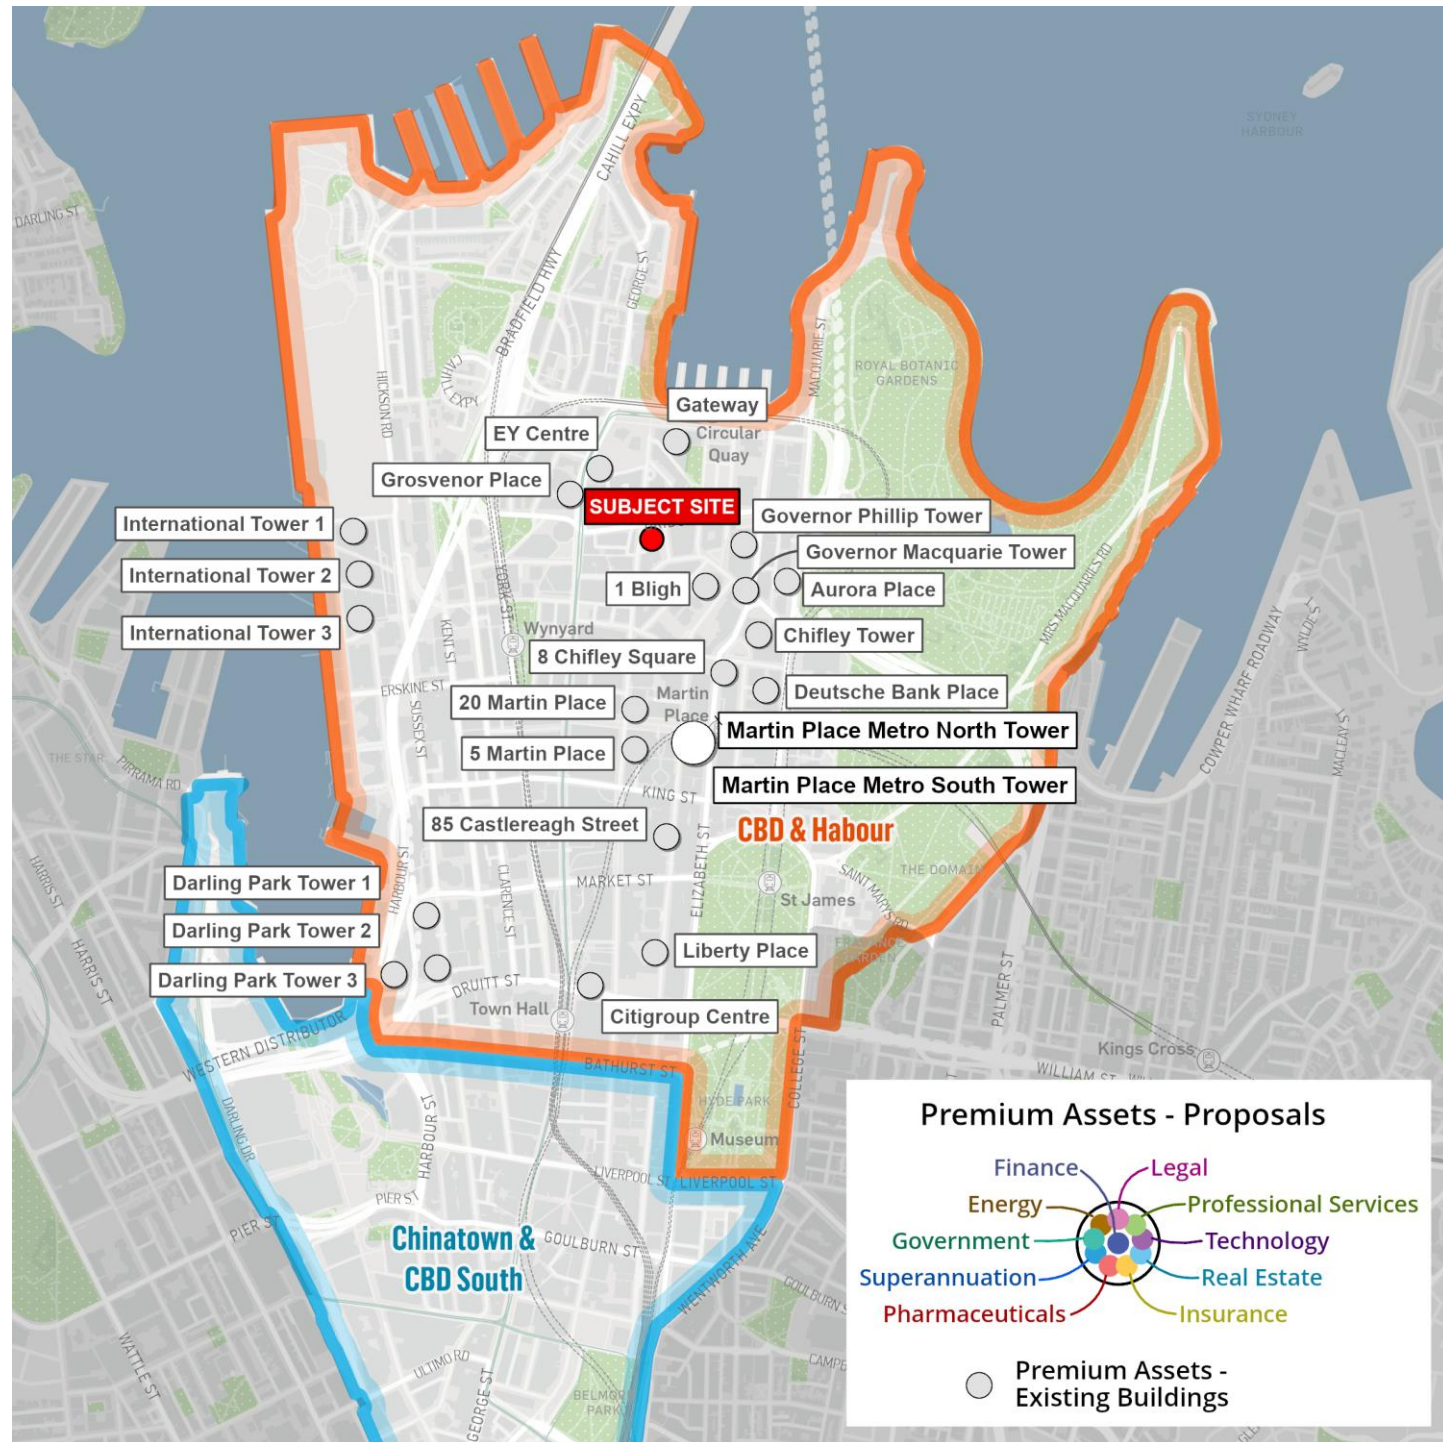 SYDNEY
HARBOUR
DARLING ST
CAHILL EXPY
BRADFIELD HWY
GEORGE ST
MACQUARIE ST
ROYAL BOTANIC
GARDENS
HICKSON RD
CAHILL EXPY
Gateway
EY Centre
Circular
Quay
Grosvenor Place
SUBJECT SITE
International Tower 1
Governor Phillip Tower
Governor Macquarie Tower
International Tower 2
1 Bligh
Aurora Place
MRS MACQUARIES RD
YORK ST
International Tower 3
Wynyard
Chifley Tower
KENT ST
8 Chifley Square
ERSKINE ST
SUSSEX ST
20 Martin Place
Martin
Place
Deutsche Bank Place
Martin Place Metro North Tower
5 Martin Place
THE STAR
PIRRAMA RD
COWPER WHARF ROADWAY
WYLDE ST
MACLEAY ST
Martin Place Metro South Tower
KING ST
85 Castlereagh Street
CBD & Habour
HARRIS ST
HARBOUR ST
CLARENCE ST
MARKET ST
ELIZABETH ST
THE DOMAIN
SAINT MARYS RD
Darling Park Tower 1
St James
Darling Park Tower 2
Liberty Place
FRAGRANCE
GARDEN
HARRIS ST
Darling Park Tower 3
DRUITT ST
Town Hall
Citigroup Centre
PALMER ST
WESTERN DISTRIBUTOR
BATHURST ST
COLLEGE ST
Kings Cross
WILLIAM ST
DARLING DR
HARBOUR ST
HYDE PARK
Museum
LIVERPOOL ST
LIVERPOOL ST
PIER ST
PIER ST
Chinatown &
CBD South
GOULBURN ST
WENTWORTH AVE
GOULBURN S
WATTLE ST
ULTIMO RD
GEORGE ST
BELMORE
PARK
CAMPB
Premium Assets - Proposals
Finance
Legal
Energy
Professional Services
Government
Technology
Superannuation
Real Estate
Pharmaceuticals
Insurance
Premium Assets -
Existing Buildings